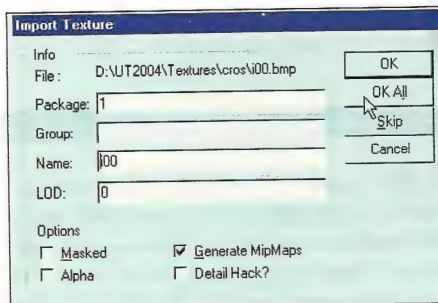 Import Texture
Info
File : D:\UT2004\Textures\cros\i00.bmp
Package: 1
Group:
Name: i00
LOD: 0
Options
Masked
Generate MipMaps
Alpha
Detail Hack?
OK
OK All
Skip
Cancel